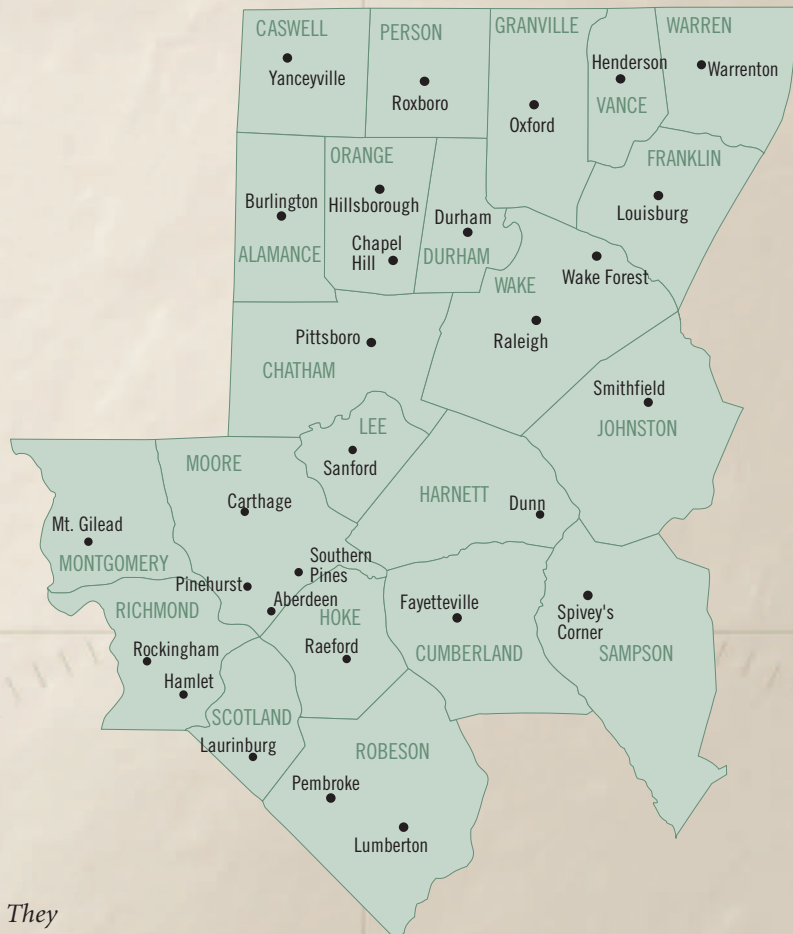 CASWELL
Yanceyville
PERSON
Roxboro
GRANVILLE
Oxford
Henderson
VANCE
WARREN
Warrenton
FRANKLIN
Louisburg
ORANGE
Hillsborough
Chapel
Hill
Burlington
ALAMANCE
Durham
DURHAM
WAKE
Wake Forest
Raleigh
Pittsboro
CHATHAM
Smithfield
JOHNSTON
LEE
Sanford
MOORE
Carthage
HARNETT
Dunn
Mt. Gilead
MONTGOMERY
Southern
Pines
Pinehurst
Aberdeen
RICHMOND
Rockingham
Hamlet
HOKE
Raeford
Fayetteville
CUMBERLAND
Spivey's
Corner
SAMPSON
SCOTLAND
Laurinburg
ROBESON
Pembroke
Lumberton
They